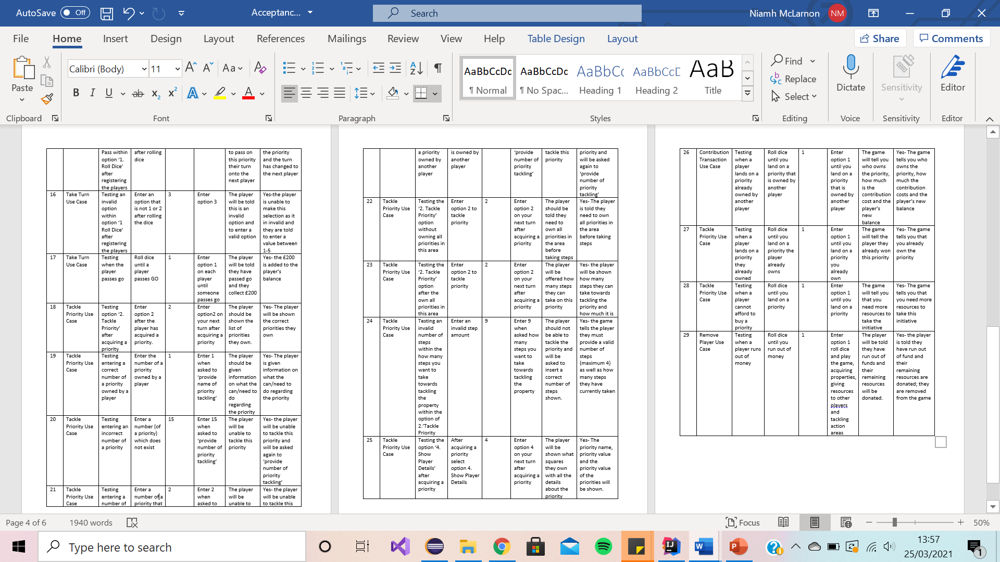 AutoSave Off Acceptanc... Search Niamh McLarnon NM
File Home Insert Design Layout References Mailings Review View Help Table Design Layout Share Comments
Paste Calibri (Body) 11 A A Aa A
B I U ab x2 x2 A A
AaBbCcDc AaBbCcDc AaBbCc AaBbCcD AaB
¶ Normal ¶ No Spac... Heading 1 Heading 2 Title
Find
Replace
Select
Dictate Sensitivity Editor
Clipboard Font Paragraph Styles Editing Voice Sensitivity Editor
Pass within
option ‘1.
Roll Dice’
after
registering
the players
after rolling
dice
to pass on
this priority
their turn
onto the
next player
the priority
and the turn
has changed to
the next player
16
Take Turn
Use Case
Testing an
invalid
option
within
option ‘1
Roll Dice’
after
registering
the players
Enter an
option that
is not 1 or 2
after rolling
the dice
3
Enter
option 3
The player
will be told
this is an
invalid
option and
to enter a
valid option
Yes-the player
is unable to
make this
selection as it
in invalid and
they are told
to enter a
value between
1-5
17
Take Turn
Use Case
Testing
when the
player
passes go
Roll dice
until a
player
passes GO
1
Enter
option 1
on each
player
until
someone
passes go
The player
will be told
they have
passed go
and they
collect £200
Yes- the £200
is added to the
player’s
balance
18
Tackle
Priority Use
Case
Testing
option ‘2.
Tackle
Priority’
after
acquiring a
priority
Enter
option 2
after the
player has
acquired a
priority.
2
Enter
option2 on
your next
turn after
acquiring a
priority
The player
should be
shown the
list of
priorities
they own.
Yes- The player
will be shown
the correct
priorities they
own
19
Tackle
Priority Use
Case
Testing
entering a
correct
number of
a priority
owned by a
player
Enter the
number of a
priority
owned by a
player
1
Enter 1
when
asked to
‘provide
name of
priority
tackling’
The player
should be
given
information
on what the
can/need to
do
regarding
the priority
Yes- The player
is given
information on
what the
can/need to
do regarding
the priority
20
Tackle
Priority Use
Case
Testing
entering an
incorrect
number of
a priority
Enter a
number (of
a priority)
which does
not exist
15
Enter 15
when
asked to
‘provide
number of
priority
tackling’
The player
will be
unable to
tackle this
priority
Yes- the player
will be unable
to tackle this
priority and
will be asked
again to
‘provide
number of
priority
tackling’
21
Tackle
Priority Use
Case
Testing
entering a
number of
Enter a
number of a
priority that
2
Enter 2
when
asked to
The player
will be
unable to
Yes- the player
will be unable
to tackle this
a priority
owned by
another
player
is owned by
another
player
‘provide
number of
priority
tackling’
tackle this
priority
priority and
will be asked
again to
‘provide
number of
priority
tackling’
22
Tackle
Priority Use
Case
Testing the
‘2. Tackle
Priority’
option
without
owning all
priorities in
this area
Enter
option 2 to
tackle
priority
2
Enter
option 2
on your
next turn
after
acquiring a
priority
The player
should be
told they
need to
own all
priorities in
the area
before
taking steps
Yes- The player
is told they
need to own
all priorities in
the area
before taking
steps
23
Tackle
Priority Use
Case
Testing the
‘2. Tackle
Priority’
option
after the
own all
priorities in
this area
Enter
option 2 to
tackle
priority
2
Enter
option 2
on your
next turn
after
acquiring a
priority
The player
will be
offered how
many steps
they can
take on this
priority
Yes- the player
will be shown
how many
steps they can
take towards
tackling the
priority and
how much it is
24
Tackle
Priority Use
Case
Testing an
invalid
number of
steps
within the
how many
steps you
want to
take
towards
tackling
the
property
within the
option of
2.’Tackle
Priority
Enter an
invalid step
amount
9
Enter 9
when
asked how
many
steps you
want to
take
towards
tackling
the
property
The player
should not
be able to
tackle the
priority and
will be
asked to
insert a
correct
number of
steps
shown.
Yes- the game
tells the player
they must
provide a valid
number of
steps
(maximum 4)
as well as how
many steps
they have
currently taken
25
Tackle
Priority Use
Case
Testing the
option ‘4.
Show
Player
Details’
after
acquiring a
priority
After
acquiring a
priority
select
option 4.
Show Player
Details
4
Enter
option 4
on your
next turn
after
acquiring a
priority
The player
will be
shown what
squares
they own
with all the
details
about the
priority
Yes- The
priority name,
priority value
and the
priority value
of the
priorities will
be shown.
26
Contribution
Transaction
Use Case
Testing
when a
player
lands on a
priority
already
owned by
another
player
Roll dice
until you
land on a
priority that
is owned by
another
player
1
Enter
option 1
until you
land on a
priority
that is
owned by
another
player
The game
will tell you
who owns
the priority,
how much
is the
contribution
cost and the
player’s
new
balance
Yes- The game
tells you who
owns the
priority, how
much the
contribution
costs and the
player’s new
balance
27
Tackle
Priority Use
Case
Testing
when a
player
lands on a
priority
they
already
owned
Roll dice
until you
land on a
priority the
player
already
owns
1
Enter
option 1
until you
land on a
priority
you
already
own
The game
will tell the
player they
already won
this priority
Yes- The game
tells you that
you already
own the
priority
28
Tackle
Priority Use
Case
Testing
when a
player
cannot
afford to
buy a
priority
Roll dice
until you
land on a
priority
1
Enter
option 1
until you
land on a
priority
The game
will tell you
that you
need more
resources to
take the
initiative
Yes- The game
tells you that
you need more
resources to
take this
initiative
29
Remove
Player Use
Case
Testing
when a
player runs
out of
money
Roll dice
until you
run out of
money
1
Enter
option 1
roll dice
and play
the game,
acquiring
properties,
giving
resources
to other
players
and
tackling
action
areas
The player
will be told
they have
run out of
funds and
their
remaining
resources
will be
donated.
Yes- the player
is told they
have run out
of fund and
their
remaining
resources are
donated; they
are removed
from the game
Page 4 of 6 1940 words Focus 50%
Type here to search 13:57
25/03/2021 1